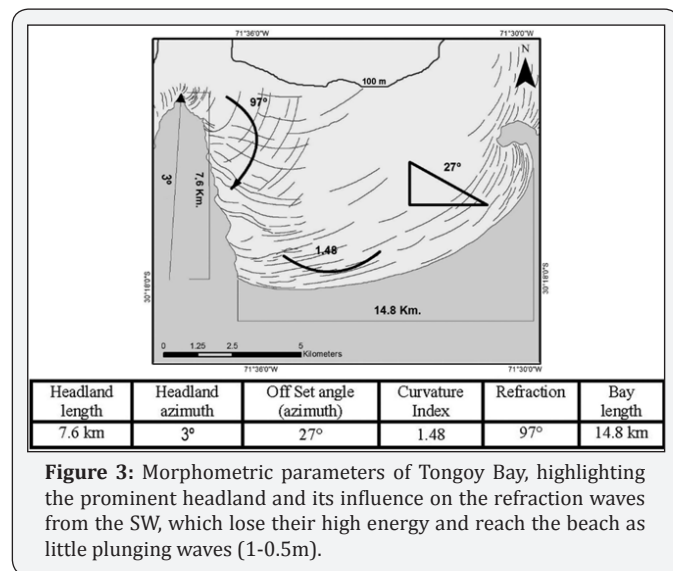 71°36'0"W 71°30'0"W
N
100 m
97°
3°
7,6 Km.
27°
1.48
14.8 Km.
30°18'0"S 30°18'0"S
0 1.25 2.5 5
Kilometers
71°36'0"W 71°30'0"W
Headland length Headland azimuth Off Set angle (azimuth) Curvature Index Refraction Bay length
7.6 km 3° 27° 1.48 97° 14.8 km
Figure 3: Morphometric parameters of Tongoy Bay, highlighting
the prominent headland and its influence on the refraction waves
from the SW, which lose their high energy and reach the beach as
little plunging waves (1-0.5m).